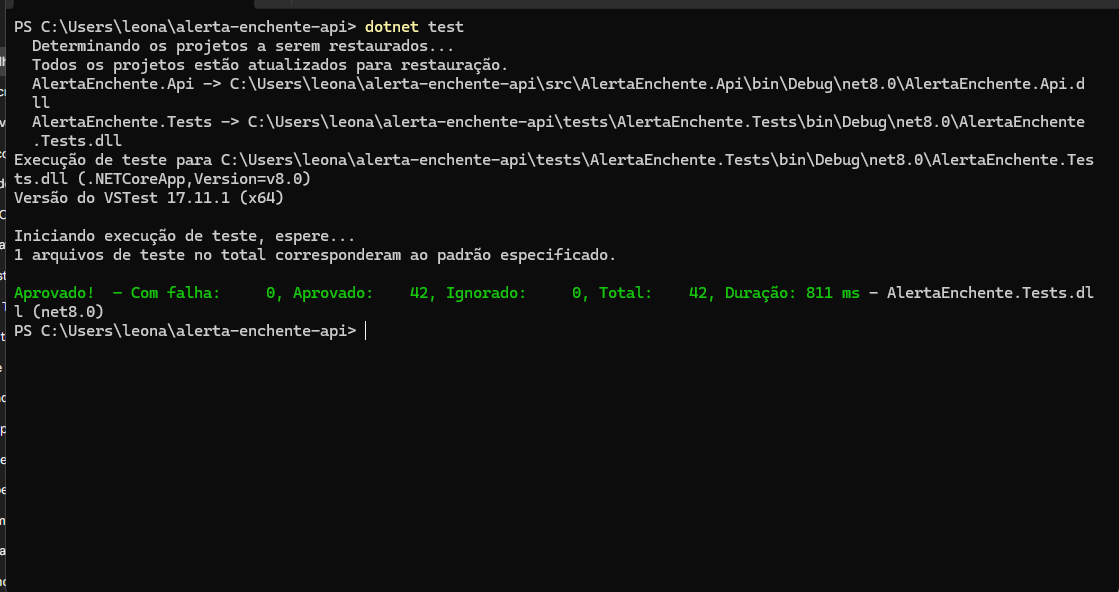 PS C:\Users\leona\alerta-enchente-api> dotnet test
Determinando os projetos a serem restaurados...
Todos os projetos estão atualizados para restauração.
AlertaEnchente.Api -> C:\Users\leona\alerta-enchente-api\src\AlertaEnchente.Api\bin\Debug\net8.0\AlertaEnchente.Api.d
ll
AlertaEnchente.Tests -> C:\Users\leona\alerta-enchente-api\tests\AlertaEnchente.Tests\bin\Debug\net8.0\AlertaEnchente
.Tests.dll
Execução de teste para C:\Users\leona\alerta-enchente-api\tests\AlertaEnchente.Tests\bin\Debug\net8.0\AlertaEnchente.Tes
ts.dll (.NETCoreApp,Version=v8.0)
Versão do VSTest 17.11.1 (x64)
Iniciando execução de teste, espere...
1 arquivos de teste no total corresponderam ao padrão especificado.
Aprovado! - Com falha: 0, Aprovado: 42, Ignorado: 0, Total: 42, Duração: 811 ms - AlertaEnchente.Tests.dl
l (net8.0)
PS C:\Users\leona\alerta-enchente-api>